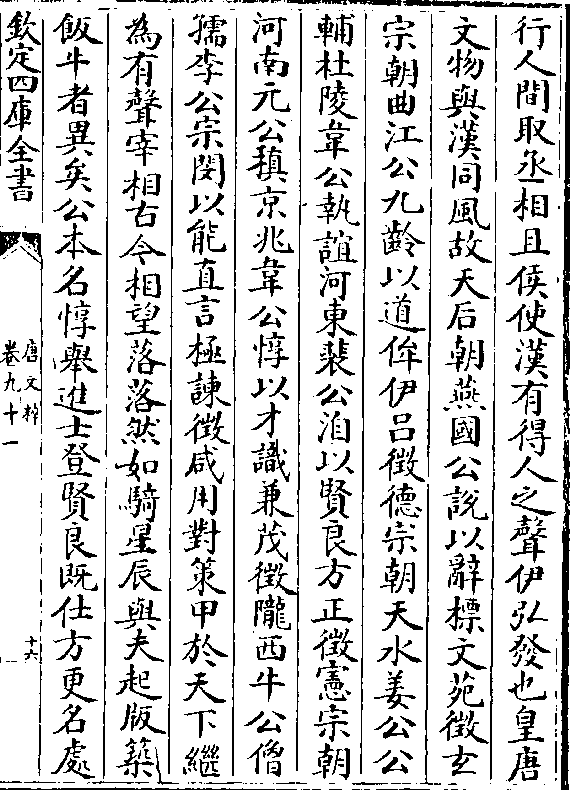 行人間取丞相且侯使漢有得人之聲伊弘發也皇唐
文物與漢同風故天后朝燕國公說以辭標文苑徵玄
宗朝曲江公九齡以道侔伊呂徵德宗朝天水姜公公
輔杜陵韋公執誼河東裴公洎以賢良方正徵憲宗朝
河南元公稹京兆韋公惇以才識兼茂徵隴西牛公僧
孺李公宗閔以能直言極諫徵咸用對策甲於天下繼
為有聲宰相古今相望落落然如騎星辰與夫起版築
飯牛者異矣公本名惇舉進士登賢良既仕方更名處
欽定四庫全書
唐文粹
卷九十一
十六